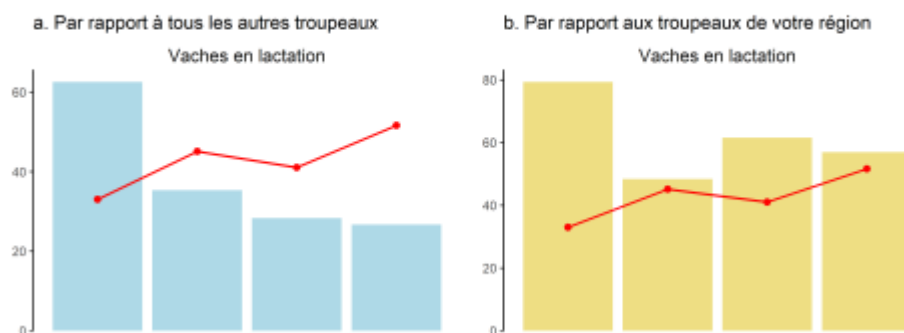 a. Par rapport à tous les autres troupeaux
Vaches en lactation
60
40
20
0
b. Par rapport aux troupeaux de votre région
Vaches en lactation
80
60
40
20
0